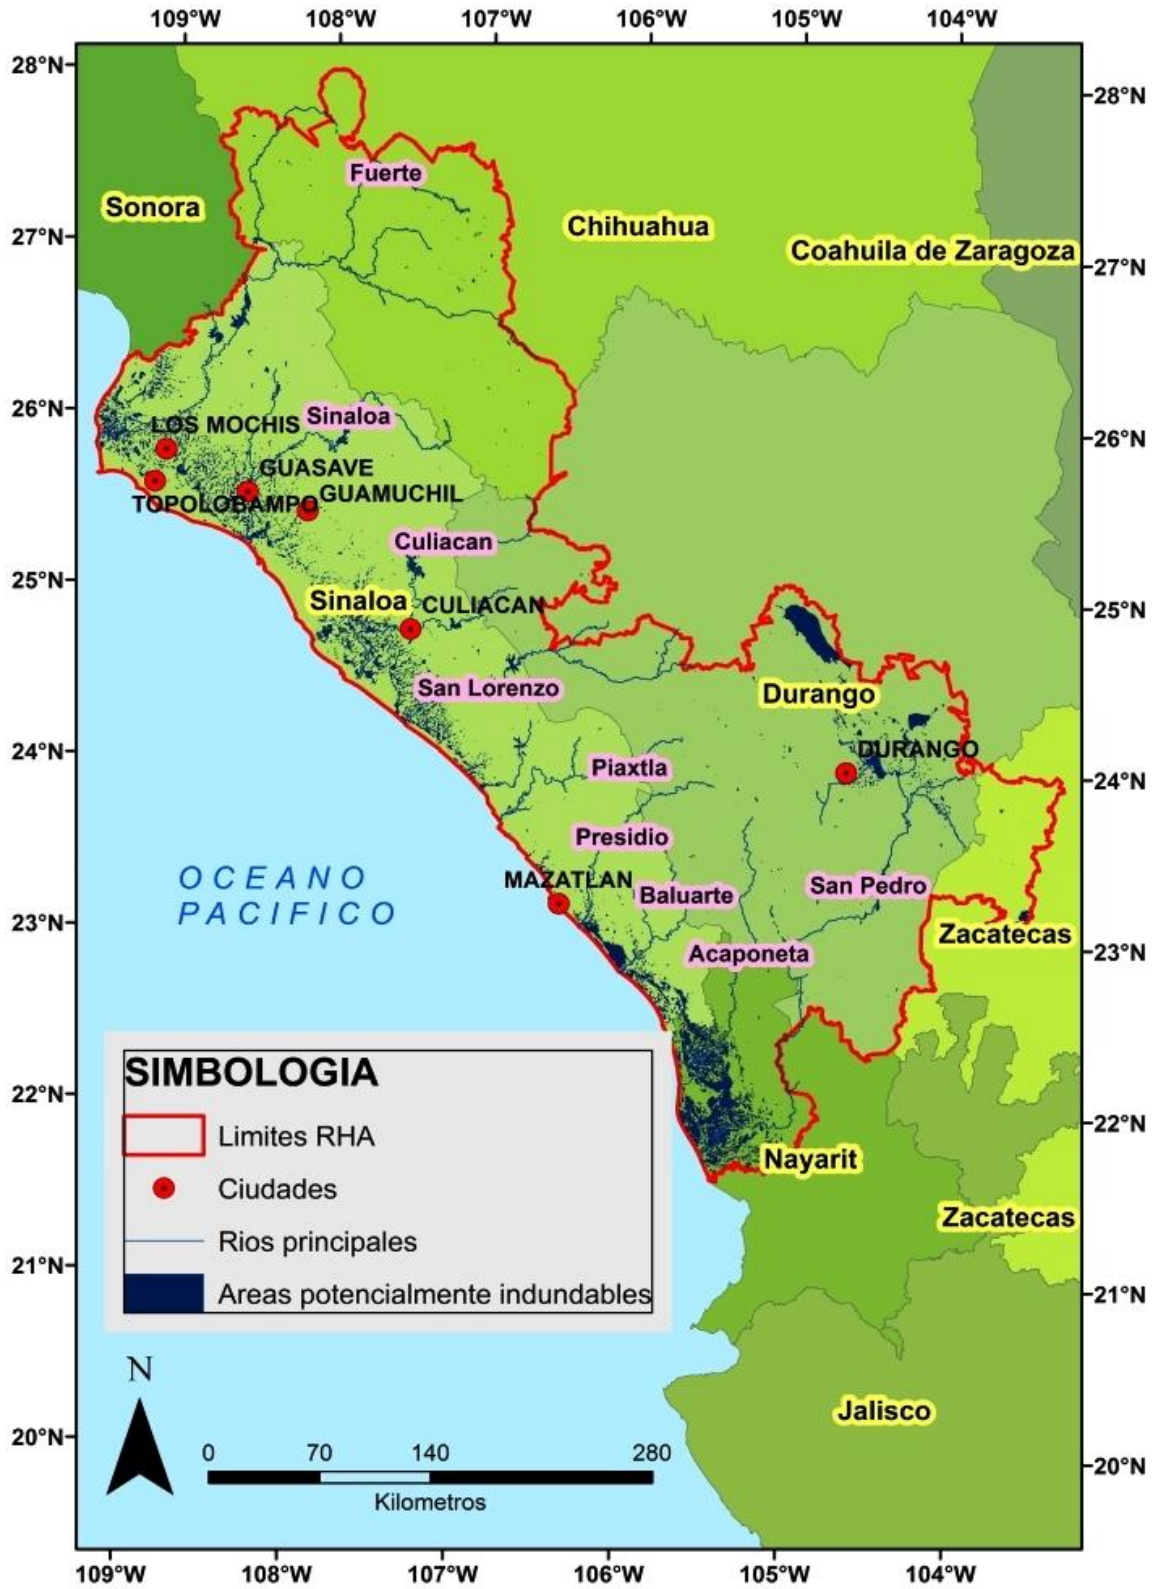 109°W 108°W 107°W 106°W 105°W 104°W
28°N
28°N
Fuerte
Sonora
Chihuahua
27°N
Coahuila de Zaragoza
27°N
26°N
Sinaloa
LOS MOCHIS
26°N
GUASAVE
GUAMUCHIL
TOPOLOBAMPO
Culiacan
25°N
Sinaloa
CULIACAN
25°N
San Lorenzo
Durango
24°N
DURANGO
Piaxtla
24°N
Presidio
OCEANO
PACIFICO
MAZATLAN
San Pedro
Baluarte
23°N
Zacatecas
Acaponeta
23°N
SIMBOLOGIA
22°N
Limites RHA
22°N
Nayarit
Ciudades
Zacatecas
Rios principales
21°N
Areas potencialmente indundables
21°N
N
Jalisco
20°N
0 70 140 280
20°N
Kilometros
109°W 108°W 107°W 106°W 105°W 104°W